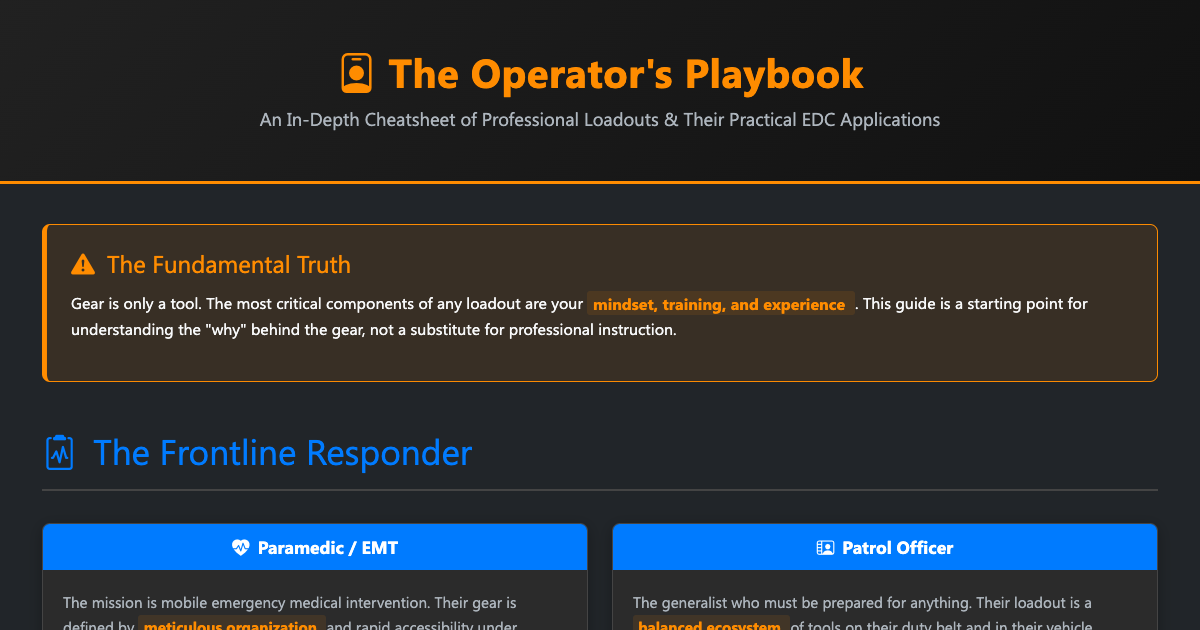 The Operator's Playbook
An In-Depth Cheatsheet of Professional Loadouts & Their Practical EDC Applications
The Fundamental Truth
Gear is only a tool. The most critical components of any loadout are your mindset, training, and experience . This guide is a starting point for
understanding the "why" behind the gear, not a substitute for professional instruction.
The Frontline Responder
Paramedic / EMT
The mission is mobile emergency medical intervention. Their gear is
defined by meticulous organization and rapid accessibility under
Patrol Officer
The generalist who must be prepared for anything. Their loadout is a
balanced ecosystem of tools on their duty belt and in their vehicle